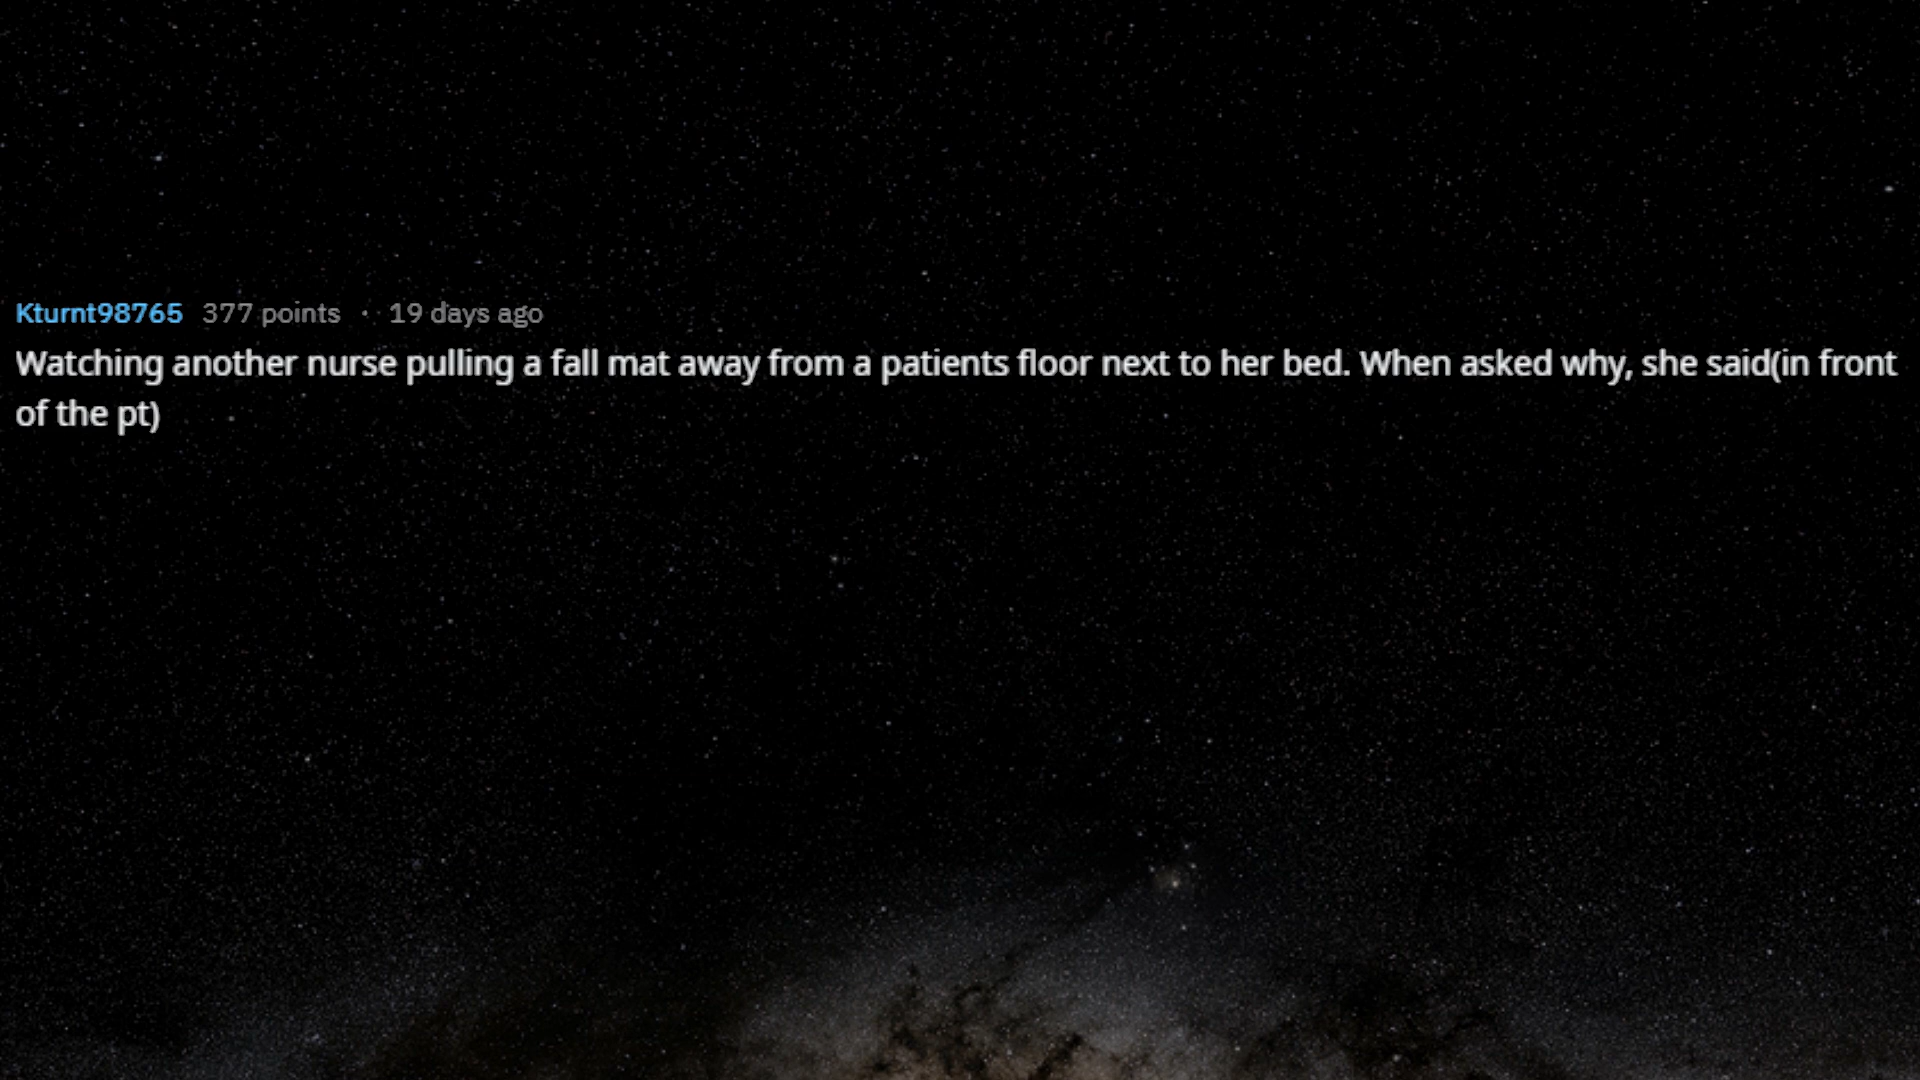 Kturnt98765 377 points · 19 days ago
Watching another nurse pulling a fall mat away from a patients floor next to her bed. When asked why, she said(in front
of the pt)